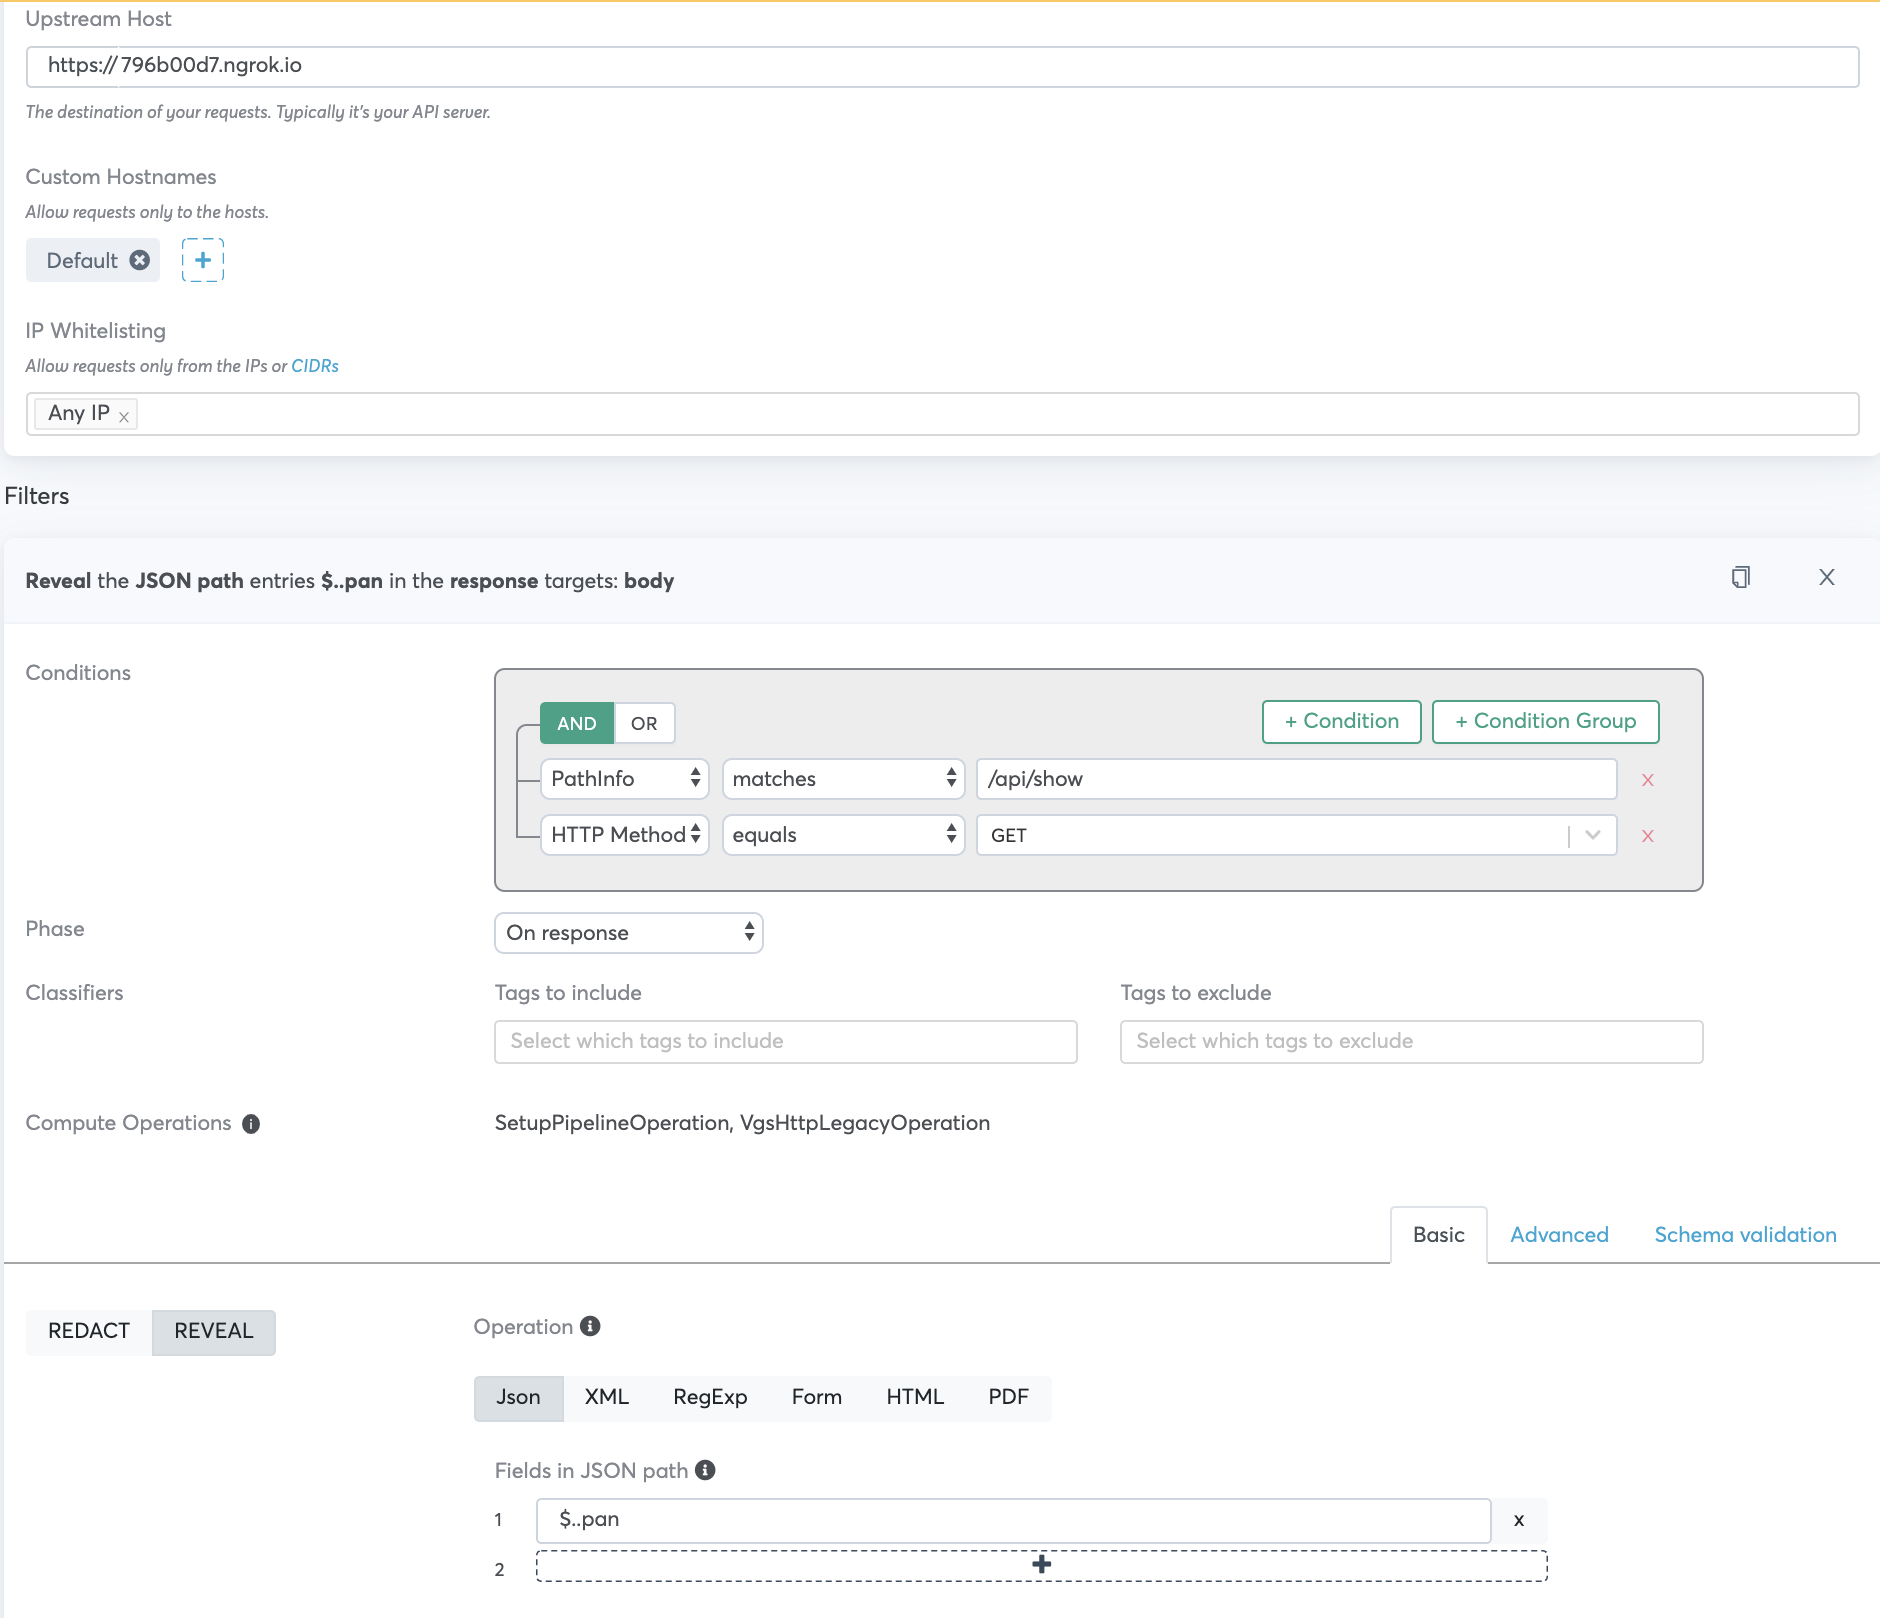 Upstream Host
https://796b00d7.ngrok.io
The destination of your requests. Typically it's your API server.
Custom Hostnames
Allow requests only to the hosts.
Default
+
IP Whitelisting
Allow requests only from the IPs or CIDRs
Any IP x
Filters
Reveal the JSON path entries $..pan in the response targets: body
X
Conditions
AND OR + Condition + Condition Group
PathInfo matches /api/show x
HTTP Method equals GET x
Phase On response
Classifiers Tags to include Tags to exclude
Select which tags to include Select which tags to exclude
Compute Operations i SetupPipelineOperation, VgsHttpLegacyOperation
Basic Advanced Schema validation
REDACT REVEAL Operation i
Json XML RegExp Form HTML PDF
Fields in JSON path i
1 $..pan x
2 +